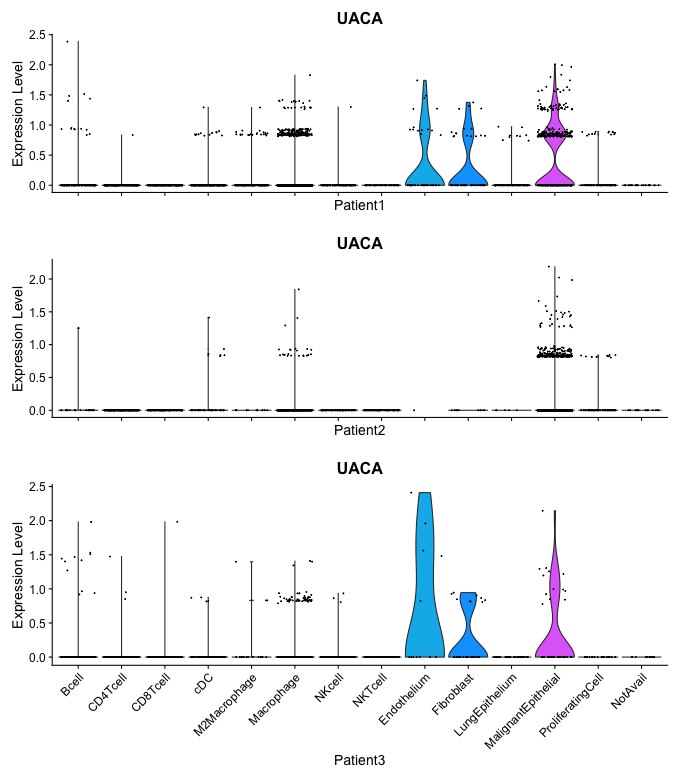 UACA
Expression Level
2.5
2.0
1.5
1.0
0.5
0.0
Patient1
UACA
Expression Level
2.0
1.5
1.0
0.5
0.0
Patient2
UACA
Expression Level
2.5
2.0
1.5
1.0
0.5
0.0
Bcell
CD4Tcell
CD8Tcell
cDC
M2Macrophage
Macrophage
NKcell
NKTcell
Endothelium
Fibroblast
LungEpithelium
MalignantEpithelial
ProliferatingCell
NotAvail
Patient3